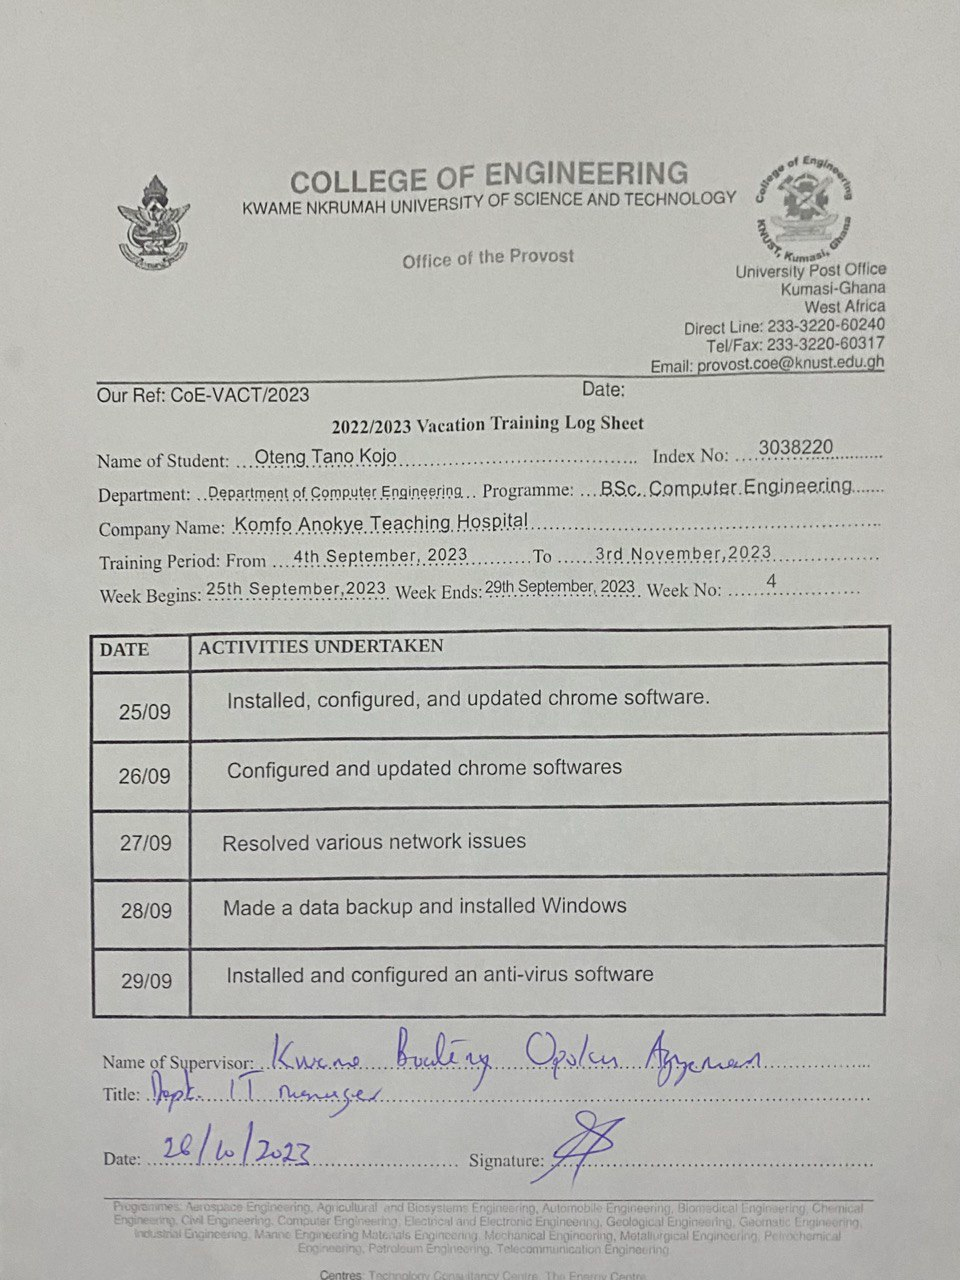 COLLEGE OF ENGINEERING
KWAME NKRUMAH UNIVERSITY OF SCIENCE AND TECHNOLOGY
Office of the Provost
College of Engineering
KNUST, Kumasi, Ghana
University Post Office
Kumasi-Ghana
West Africa
Direct Line: 233-3220-60240
Tel/Fax: 233-3220-60317
Email: provost.coe@knust.edu.gh
Our Ref: CoE-VACT/2023 Date:
2022/2023 Vacation Training Log Sheet
Name of Student: Oteng Tano Kojo Index No: 3038220
Department: Department of Computer Engineering Programme: BSc. Computer Engineering
Company Name: Komfo Anokye Teaching Hospital
Training Period: From 4th September, 2023 To 3rd November,2023
Week Begins: 25th September,2023 Week Ends: 29th September, 2023 Week No: 4
DATE ACTIVITIES UNDERTAKEN
25/09 Installed, configured, and updated chrome software.
26/09 Configured and updated chrome softwares
27/09 Resolved various network issues
28/09 Made a data backup and installed Windows
29/09 Installed and configured an anti-virus software
Name of Supervisor: Kwame Boateng Opoku Agyeman
Title: Dept. IT manager
Date: 26/10/2023 Signature:
Programmes: Aerospace Engineering, Agricultural and Biosystems Engineering, Automobile Engineering, Biomedical Engineering, Chemical
Engineering, Civil Engineering, Computer Engineering, Electrical and Electronic Engineering, Geological Engineering, Geomatic Engineering,
Industrial Engineering, Marine Engineering Materials Engineering, Mechanical Engineering, Metallurgical Engineering, Petrochemical
Engineering, Petroleum Engineering, Telecommunication Engineering
Centres: Technology Consultancy Centre, The Energy Centre